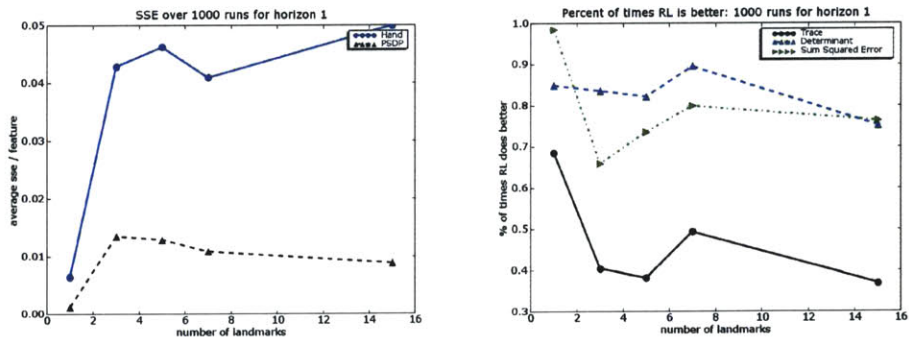 SSE over 1000 runs for horizon 1
0.05
0.04
0.03
0.02
0.01
0.00
average sse / feature
Hand
PSDP
0 2 4 6 8 10 12 14 16
number of landmarks
Percent of times RL is better: 1000 runs for horizon 1
1.0
0.9
0.8
0.7
0.6
0.5
0.4
0.3
% of times RL does better
Trace
Determinant
Sum Squared Error
0 2 4 6 8 10 12 14 16
number of landmarks